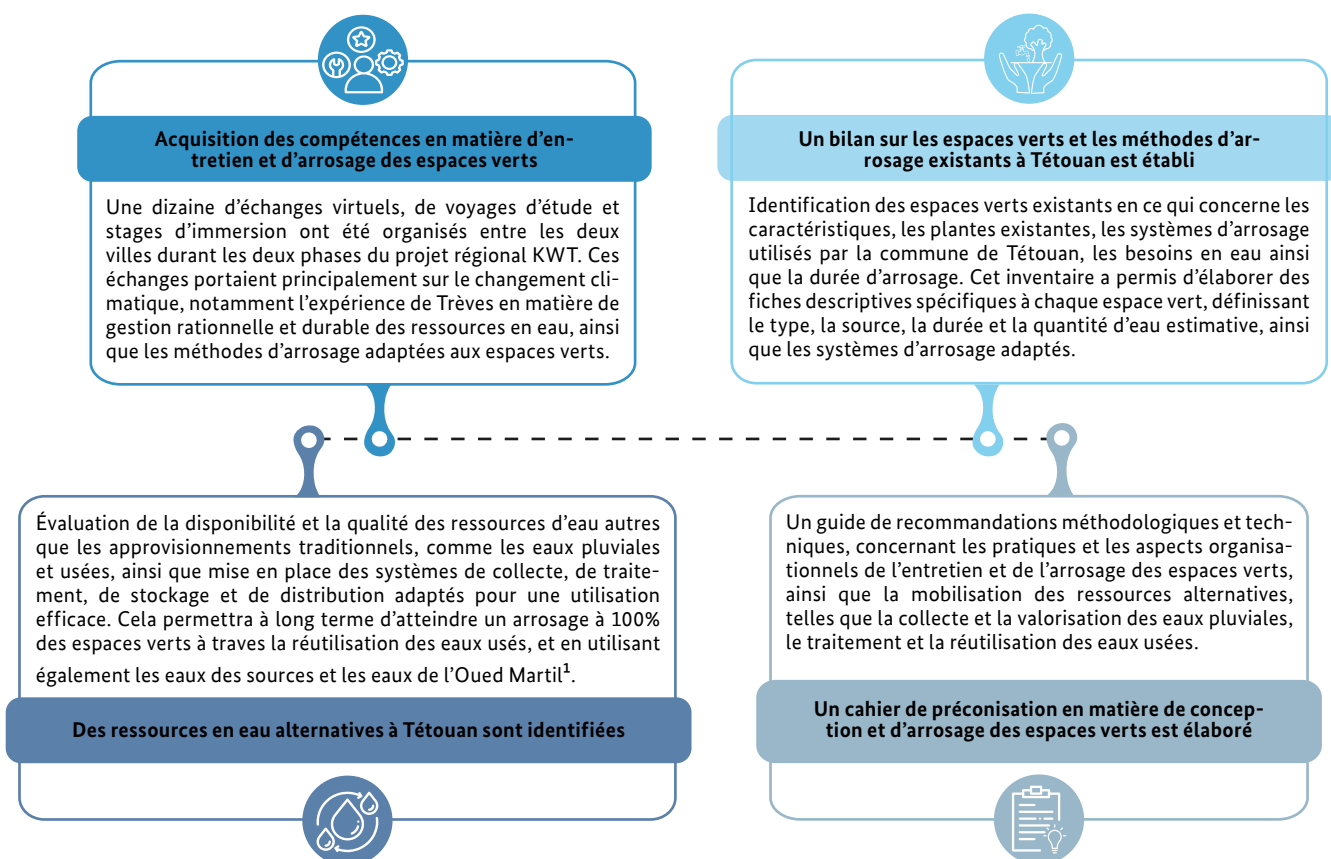 Acquisition des compétences en matière d'en-
tretien et d'arrosage des espaces verts
Une dizaine d'échanges virtuels, de voyages d'étude et
stages d'immersion ont été organisés entre les deux
villes durant les deux phases du projet régional KWT. Ces
échanges portaient principalement sur le changement cli-
matique, notamment l'expérience de Trèves en matière de
gestion rationnelle et durable des ressources en eau, ainsi
que les méthodes d'arrosage adaptées aux espaces verts.
Un bilan sur les espaces verts et les méthodes d'ar-
rosage existants à Tétouan est établi
Identification des espaces verts existants en ce qui concerne les
caractéristiques, les plantes existantes, les systèmes d'arrosage
utilisés par la commune de Tétouan, les besoins en eau ainsi
que la durée d'arrosage. Cet inventaire a permis d'élaborer des
fiches descriptives spécifiques à chaque espace vert, définissant
le type, la source, la durée et la quantité d'eau estimative, ainsi
que les systèmes d'arrosage adaptés.
Évaluation de la disponibilité et la qualité des ressources d'eau autres
que les approvisionnements traditionnels, comme les eaux pluviales
et usées, ainsi que mise en place des systèmes de collecte, de traite-
ment, de stockage et de distribution adaptés pour une utilisation
efficace. Cela permettra à long terme d'atteindre un arrosage à 100%
des espaces verts à traves la réutilisation des eaux usés, et en utilisant
également les eaux des sources et les eaux de l'Oued Martil¹.
Des ressources en eau alternatives à Tétouan sont identifiées
Un guide de recommandations méthodologiques et tech-
niques, concernant les pratiques et les aspects organisa-
tionnels de l'entretien et de l'arrosage des espaces verts,
ainsi que la mobilisation des ressources alternatives,
telles que la collecte et la valorisation des eaux pluviales,
le traitement et la réutilisation des eaux usées.
Un cahier de préconisation en matière de concep-
tion et d'arrosage des espaces verts est élaboré